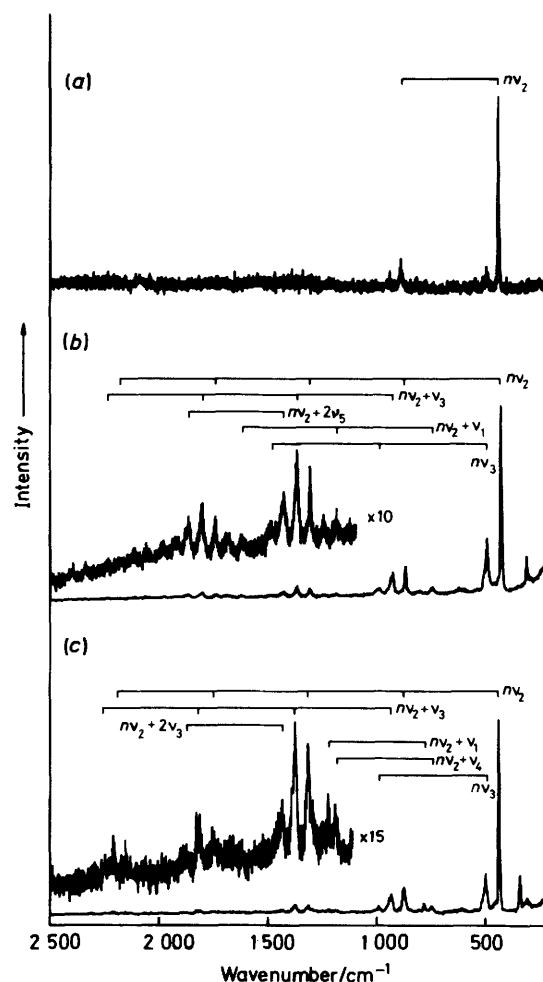 (a)
nν₂
(b)
nν₂
nν₂+ν₃
nν₂+2ν₅
nν₂+ν₁
nν₃
x10
(c)
nν₂
nν₂+ν₃
nν₂+2ν₃
nν₂+ν₁
nν₂+ν₄
nν₃
x15
Intensity
2 500 2 000 1 500 1 000 500
Wavenumber/cm⁻¹